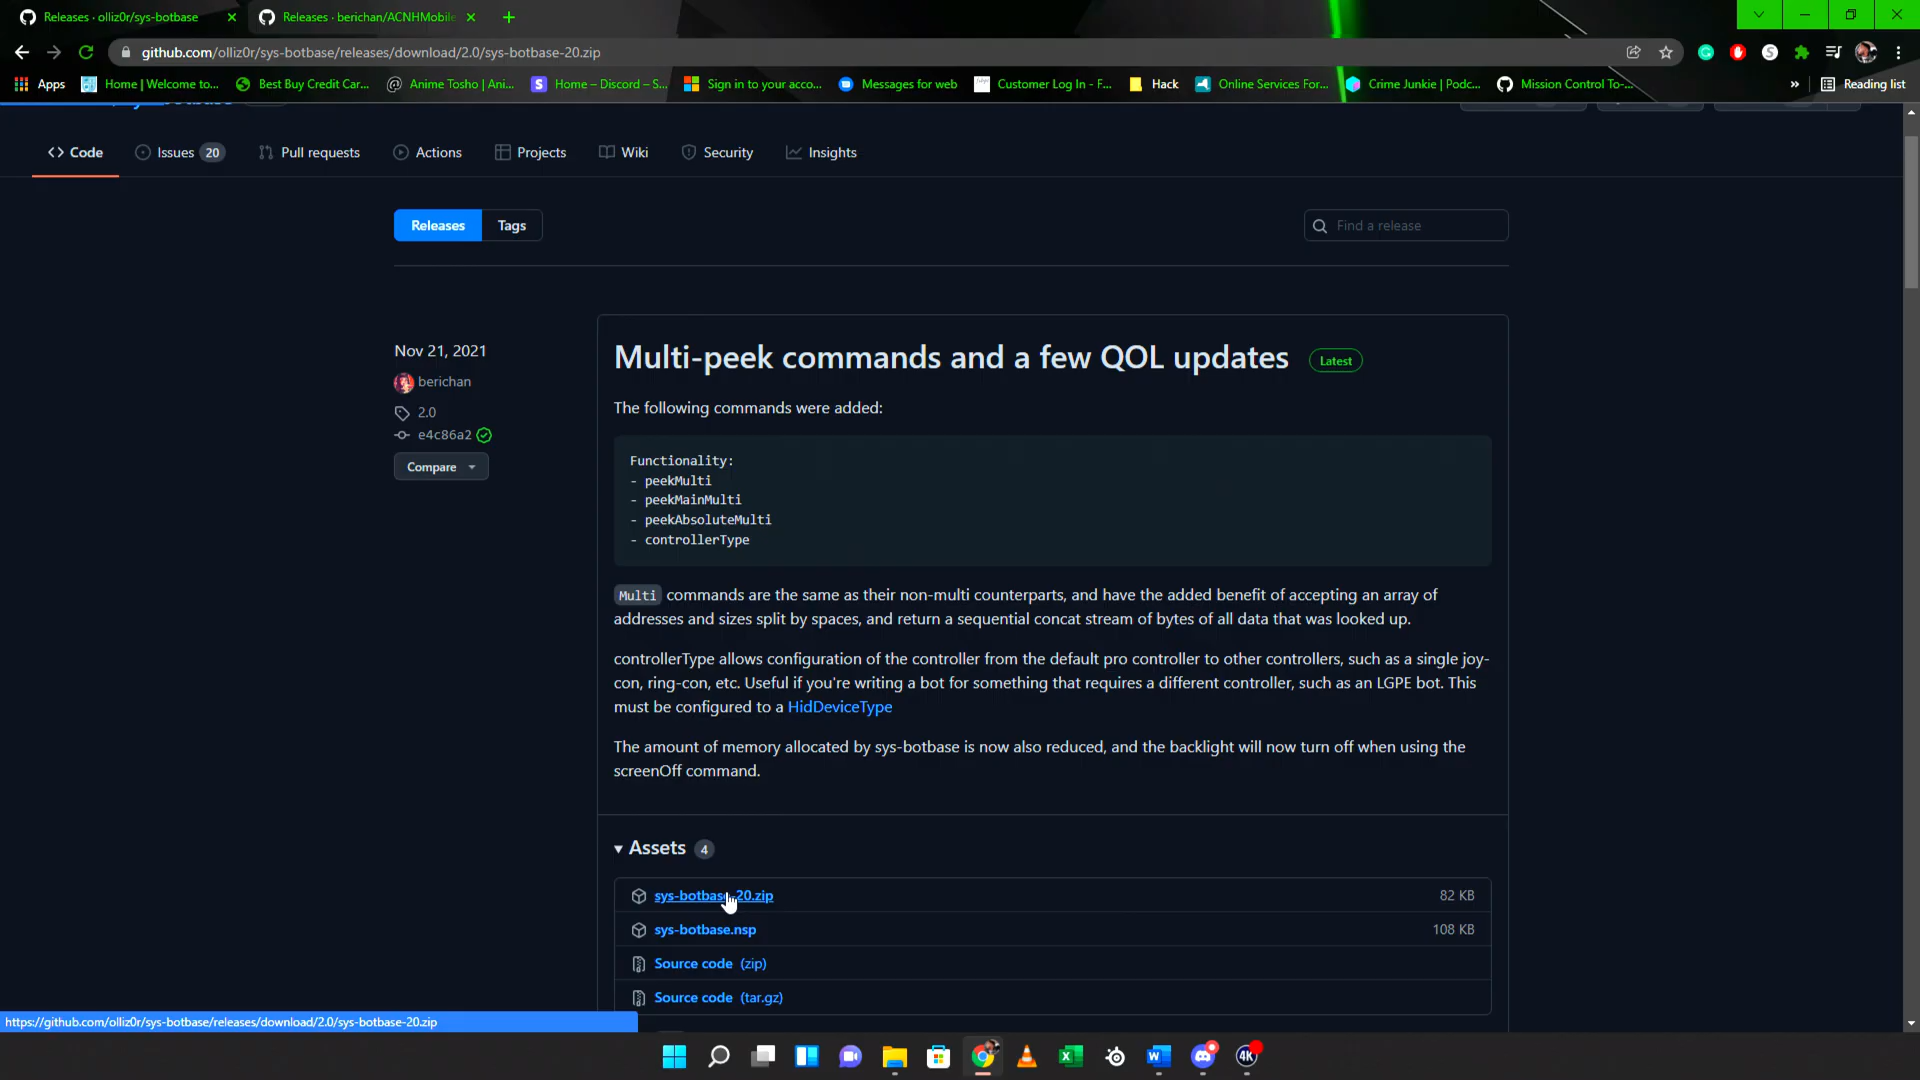 Releases · olliz0r/sys-botbase
Releases · berichan/ACNHMobile
github.com/olliz0r/sys-botbase/releases/download/2.0/sys-botbase-20.zip
Apps
Home | Welcome to...
Best Buy Credit Car...
Anime Tosho | Ani...
Home – Discord – S...
Sign in to your acco...
Messages for web
Customer Log In - F...
Hack
Online Services For...
Crime Junkie | Podc...
Mission Control To-...
»
Reading list
Code
Issues 20
Pull requests
Actions
Projects
Wiki
Security
Insights
Releases
Tags
Find a release
Nov 21, 2021
berichan
2.0
e4c86a2
Compare
Multi-peek commands and a few QOL updates
Latest
The following commands were added:
Functionality:
- peekMulti
- peekMainMulti
- peekAbsoluteMulti
- controllerType
Multi commands are the same as their non-multi counterparts, and have the added benefit of accepting an array of
addresses and sizes split by spaces, and return a sequential concat stream of bytes of all data that was looked up.
controllerType allows configuration of the controller from the default pro controller to other controllers, such as a single joy-
con, ring-con, etc. Useful if you're writing a bot for something that requires a different controller, such as an LGPE bot. This
must be configured to a HidDeviceType
The amount of memory allocated by sys-botbase is now also reduced, and the backlight will now turn off when using the
screenOff command.
Assets 4
sys-botbase-20.zip
82 KB
sys-botbase.nsp
108 KB
Source code (zip)
Source code (tar.gz)
https://github.com/olliz0r/sys-botbase/releases/download/2.0/sys-botbase-20.zip
4K